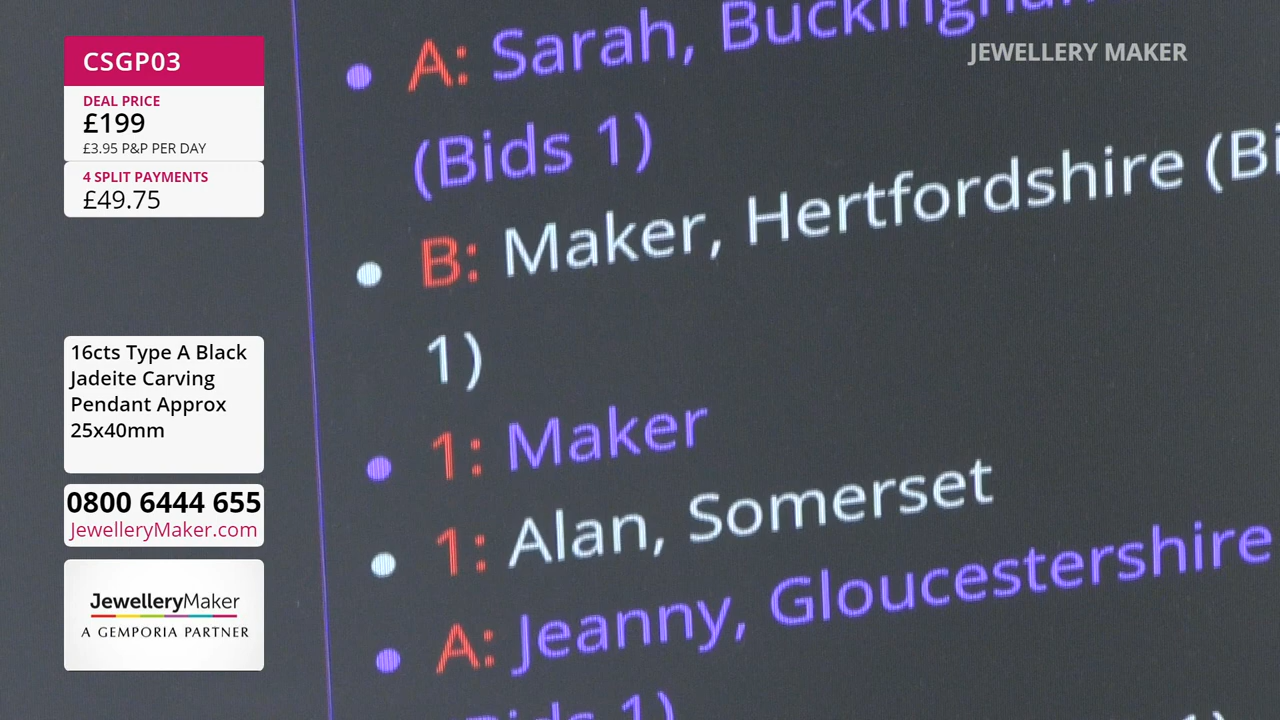 CSGP03
DEAL PRICE
£199
£3.95 P&P PER DAY
4 SPLIT PAYMENTS
£49.75
16cts Type A Black
Jadeite Carving
Pendant Approx
25x40mm
0800 6444 655
JewelleryMaker.com
JewelleryMaker
A GEMPORIA PARTNER
JEWELLERY MAKER
A: Sarah,
(Bids 1)
B: Maker, Hertfordshire
1)
1: Maker
1: Alan, Somerset
A: Jeanny, Gloucestershire
1)